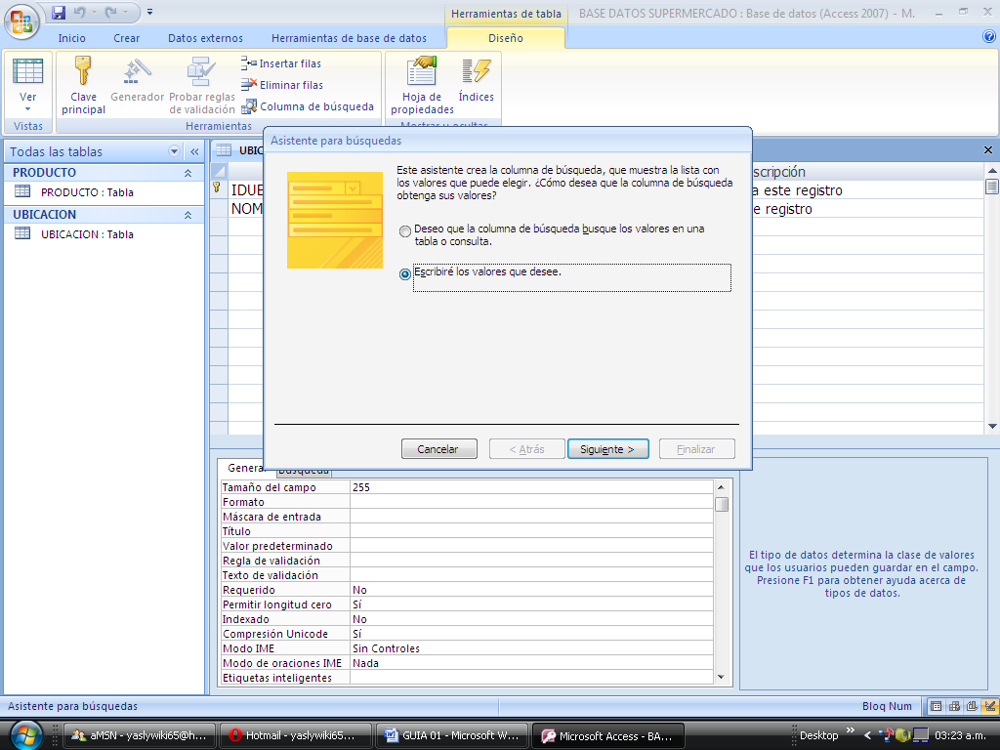 Herramientas de tabla
BASE DATOS SUPERMERCADO : Base de datos (Access 2007) - M.
Inicio
Crear
Datos externos
Herramientas de base de datos
Diseño
Ver
Clave principal
Generador
Probar reglas de validación
Insertar filas
Eliminar filas
Columna de búsqueda
Hoja de propiedades
Índices
Vistas
Herramientas
Mostrar u ocultar
Todas las tablas
PRODUCTO
PRODUCTO : Tabla
UBICACION
UBICACION : Tabla
UBIC
scripción
IDUE
a este registro
NOM
e registro
Asistente para búsquedas
Este asistente crea la columna de búsqueda, que muestra la lista con
los valores que puede elegir. ¿Cómo desea que la columna de búsqueda
obtenga sus valores?
Deseo que la columna de búsqueda busque los valores en una
tabla o consulta.
Escribiré los valores que desee.
Cancelar
< Atrás
Siguiente >
Finalizar
General
Búsqueda
Tamaño del campo 255
Formato
Máscara de entrada
Título
Valor predeterminado
Regla de validación
Texto de validación
Requerido No
Permitir longitud cero Sí
Indexado No
Compresión Unicode Sí
Modo IME Sin Controles
Modo de oraciones IME Nada
Etiquetas inteligentes
El tipo de datos determina la clase de valores
que los usuarios pueden guardar en el campo.
Presione F1 para obtener ayuda acerca de
tipos de datos.
Asistente para búsquedas
Bloq Num
aMSN - yaslywiki65@h...
Hotmail - yaslywiki65...
GUIA 01 - Microsoft W...
Microsoft Access - BA...
Desktop
03:23 a.m.